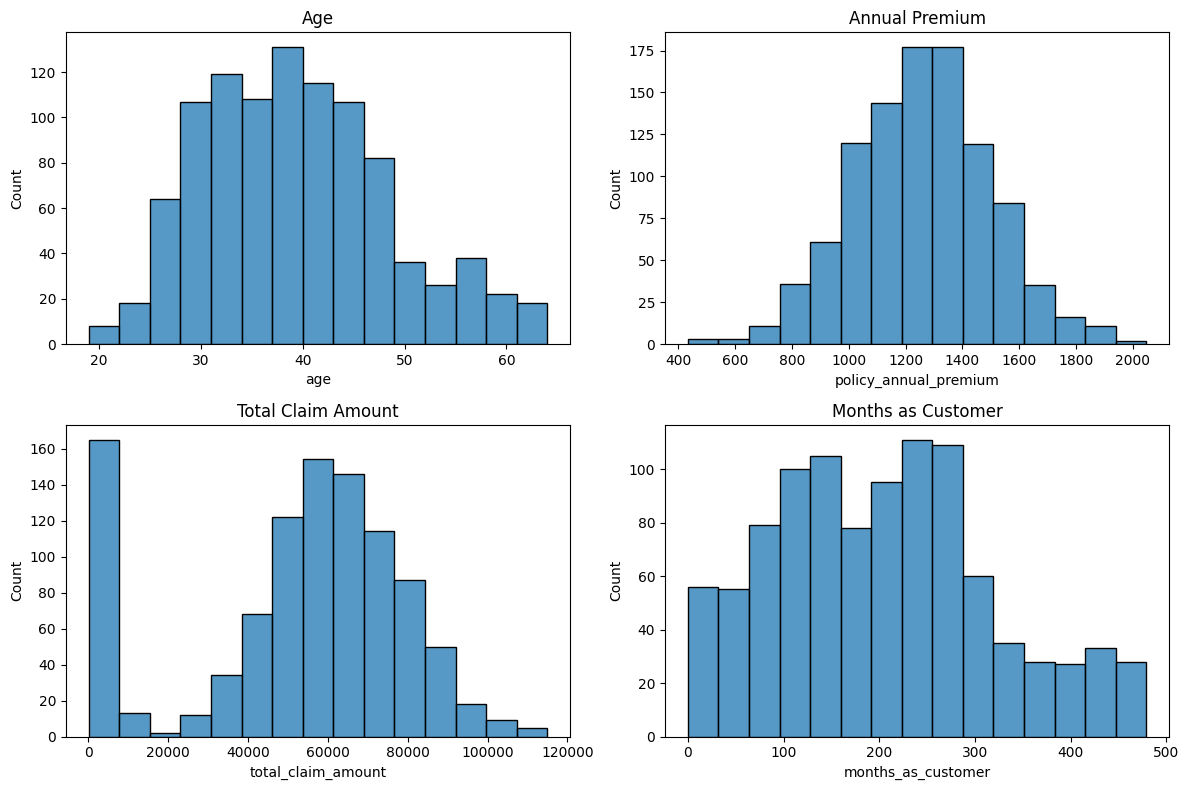 Age
Count
120
100
80
60
40
20
0
20 30 40 50 60
age
Annual Premium
Count
175
150
125
100
75
50
25
0
400 600 800 1000 1200 1400 1600 1800 2000
policy_annual_premium
Total Claim Amount
Count
160
140
120
100
80
60
40
20
0
0 20000 40000 60000 80000 100000 120000
total_claim_amount
Months as Customer
Count
100
80
60
40
20
0
0 100 200 300 400 500
months_as_customer